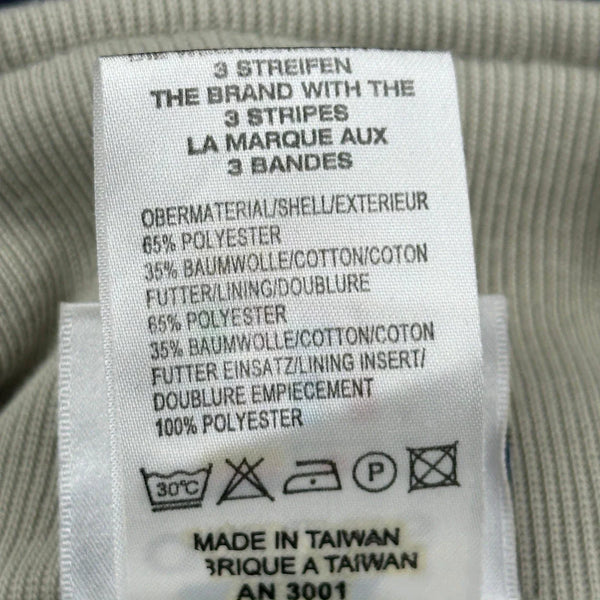 3 STREIFEN
THE BRAND WITH THE
3 STRIPES
LA MARQUE AUX
3 BANDES
OBERMATERIAL/SHELL/EXTERIEUR
65% POLYESTER
35% BAUMWOLLE/COTTON/COTON
FUTTER/LINING/DOUBLURE
65% POLYESTER
35% BAUMWOLLE/COTTON/COTON
FUTTER EINSATZ/LINING INSERT/
DOUBLURE EMPIECEMENT
100% POLYESTER
30°C P
MADE IN TAIWAN
BRIQUE A TAIWAN
AN 3001